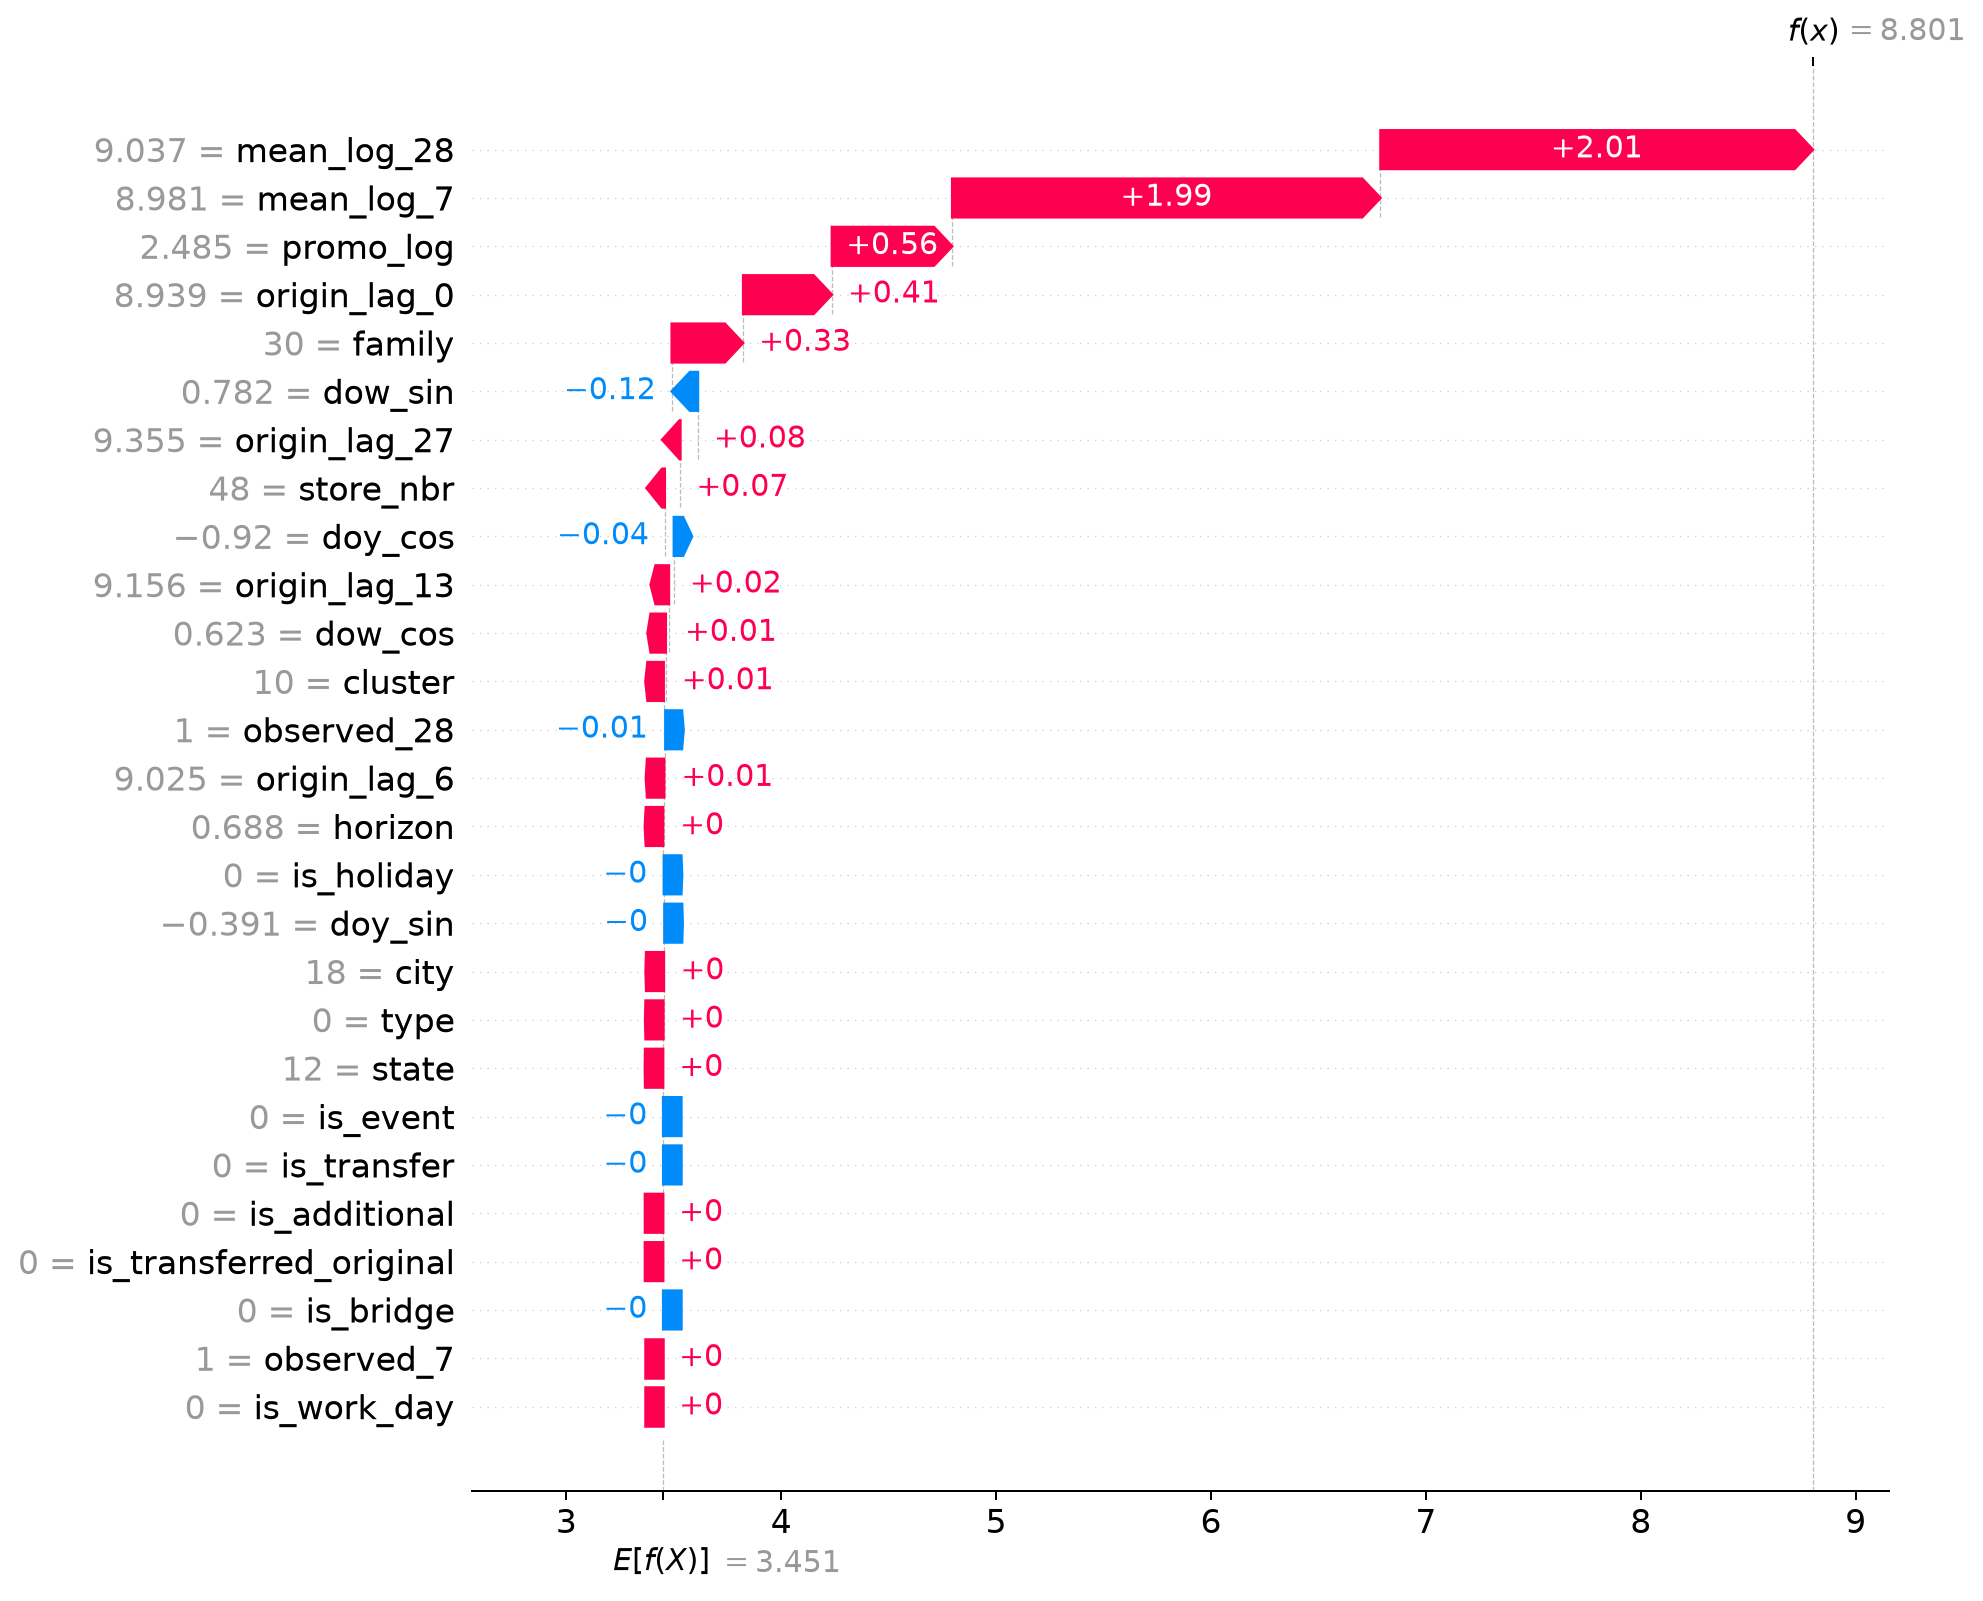 f(x) = 8.801
9.037 = mean_log_28 +2.01
8.981 = mean_log_7 +1.99
2.485 = promo_log +0.56
8.939 = origin_lag_0 +0.41
30 = family +0.33
0.782 = dow_sin −0.12
9.355 = origin_lag_27 +0.08
48 = store_nbr +0.07
−0.92 = doy_cos −0.04
9.156 = origin_lag_13 +0.02
0.623 = dow_cos +0.01
10 = cluster +0.01
1 = observed_28 −0.01
9.025 = origin_lag_6 +0.01
0.688 = horizon +0
0 = is_holiday −0
−0.391 = doy_sin −0
18 = city +0
0 = type +0
12 = state +0
0 = is_event −0
0 = is_transfer −0
0 = is_additional +0
0 = is_transferred_original +0
0 = is_bridge −0
1 = observed_7 +0
0 = is_work_day +0
3 4 5 6 7 8 9
E[f(X)] = 3.451